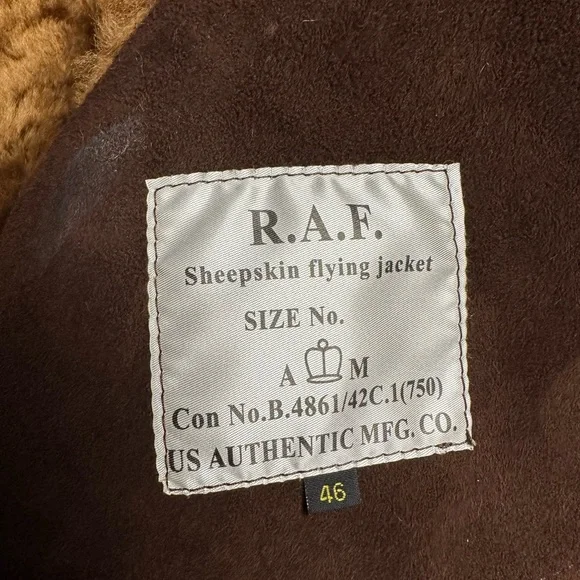 R.A.F.
Sheepskin flying jacket
SIZE No.
A M
Con No.B.4861/42C.1(750)
US AUTHENTIC MFG. CO.
46